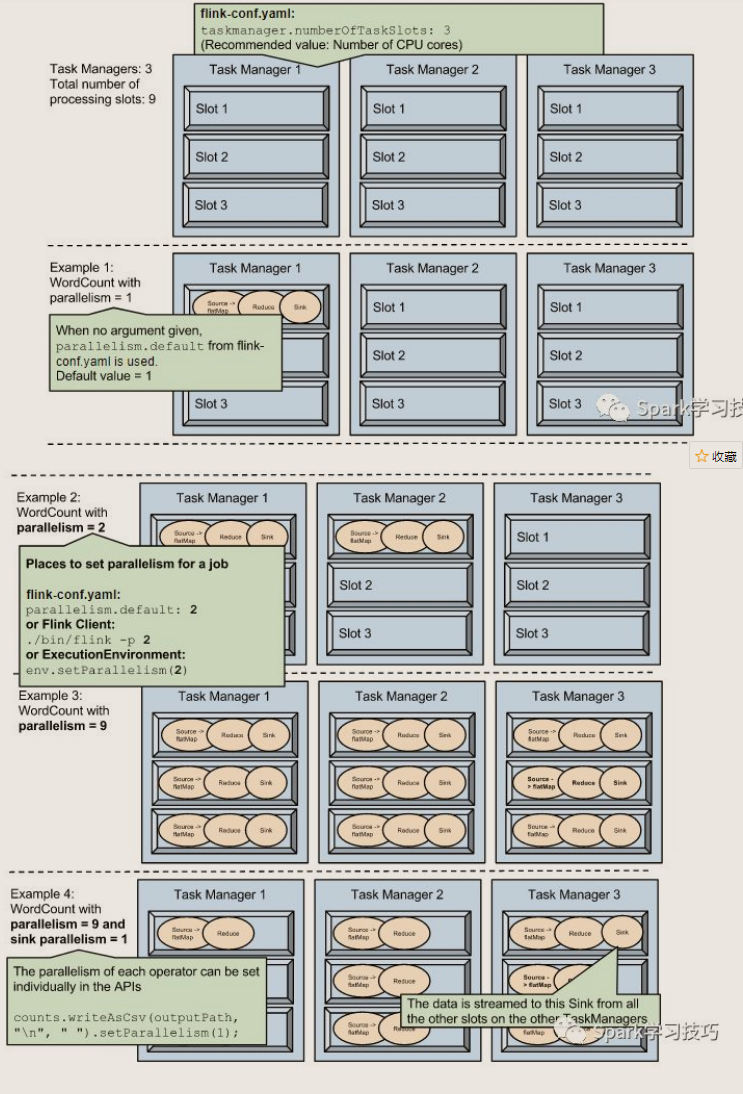 flink-conf.yaml:
taskmanager.numberOfTaskSlots: 3
(Recommended value: Number of CPU cores)
Task Managers: 3
Total number of
processing slots: 9
Task Manager 1
Slot 1
Slot 2
Slot 3
Task Manager 2
Slot 1
Slot 2
Slot 3
Task Manager 3
Slot 1
Slot 2
Slot 3
Example 1:
WordCount with
parallelism = 1
When no argument given,
parallelism.default from flink-
conf.yaml is used.
Default value = 1
Task Manager 1
Source ->
flatMap
Reduce
Sink
Slot 3
Task Manager 2
Slot 1
Slot 2
Slot 3
Task Manager 3
Slot 1
Slot 2
Slot 3
Spark学习技
收藏
Example 2:
WordCount with
parallelism = 2
Places to set parallelism for a job
flink-conf.yaml:
parallelism.default: 2
or Flink Client:
./bin/flink -p 2
or ExecutionEnvironment:
env.setParallelism(2)
Task Manager 1
Source ->
flatMap
Reduce
Sink
Task Manager 2
Source ->
flatMap
Reduce
Sink
Slot 2
Slot 3
Task Manager 3
Slot 1
Slot 2
Slot 3
Example 3:
WordCount with
parallelism = 9
Task Manager 1
Source ->
flatMap
Reduce
Sink
Source ->
flatMap
Reduce
Sink
Source ->
flatMap
Reduce
Sink
Task Manager 2
Source ->
flatMap
Reduce
Sink
Source ->
flatMap
Reduce
Sink
Source ->
flatMap
Reduce
Sink
Task Manager 3
Source ->
flatMap
Reduce
Sink
Source -
> flatMap
Reduce
Sink
Source ->
flatMap
Reduce
Sink
Example 4:
WordCount with
parallelism = 9 and
sink parallelism = 1
The parallelism of each operator can be set
individually in the APIs
counts.writeAsCsv(outputPath,
"\n", " ").setParallelism(1);
Task Manager 1
Source ->
flatMap
Reduce
Task Manager 2
Source ->
flatMap
Reduce
Source ->
flatMap
Reduce
Source ->
flatMap
Reduce
Task Manager 3
Source ->
flatMap
Reduce
Sink
Source -
> flatMap
The data is streamed to this Sink from all
the other slots on the other TaskManagers
Spark学习技巧